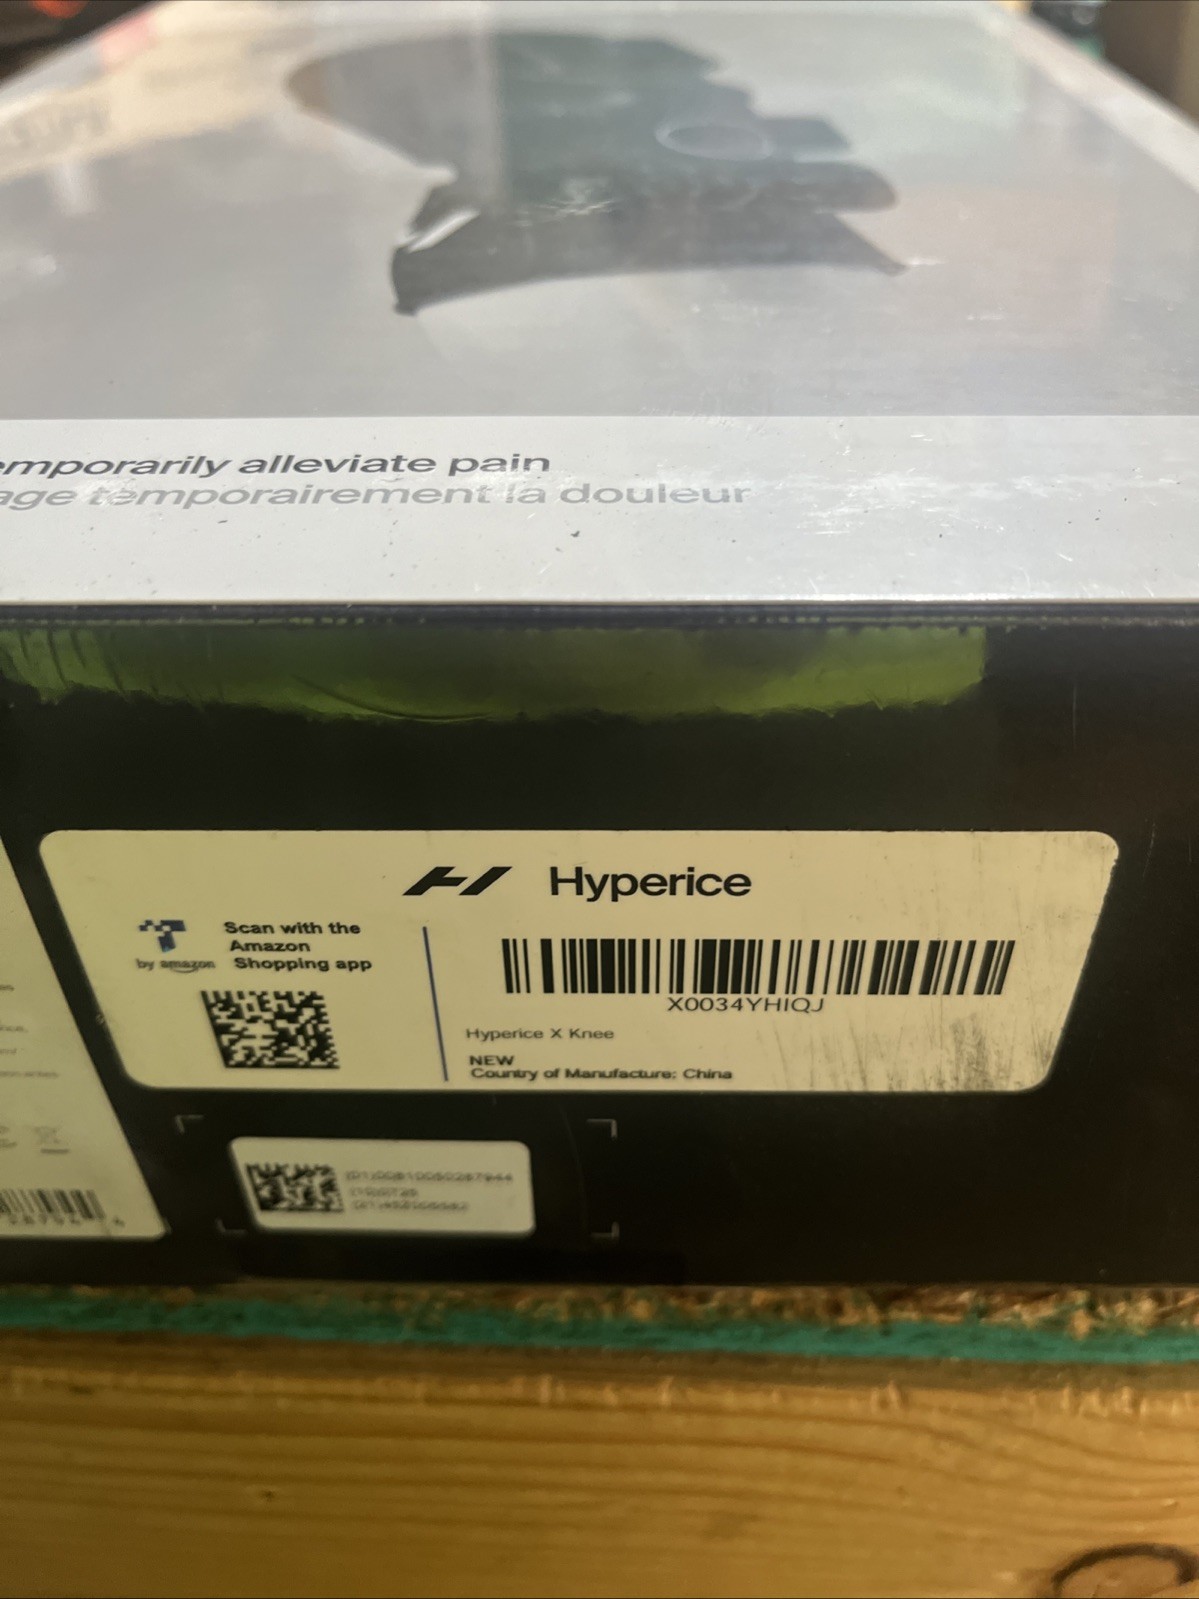 emporarily alleviate pain
age temporairement la douleur
Hyperice
Scan with the
Amazon
Shopping app
by amazon
X0034YHIQJ
Hyperice X Knee
NEW
Country of Manufacture: China